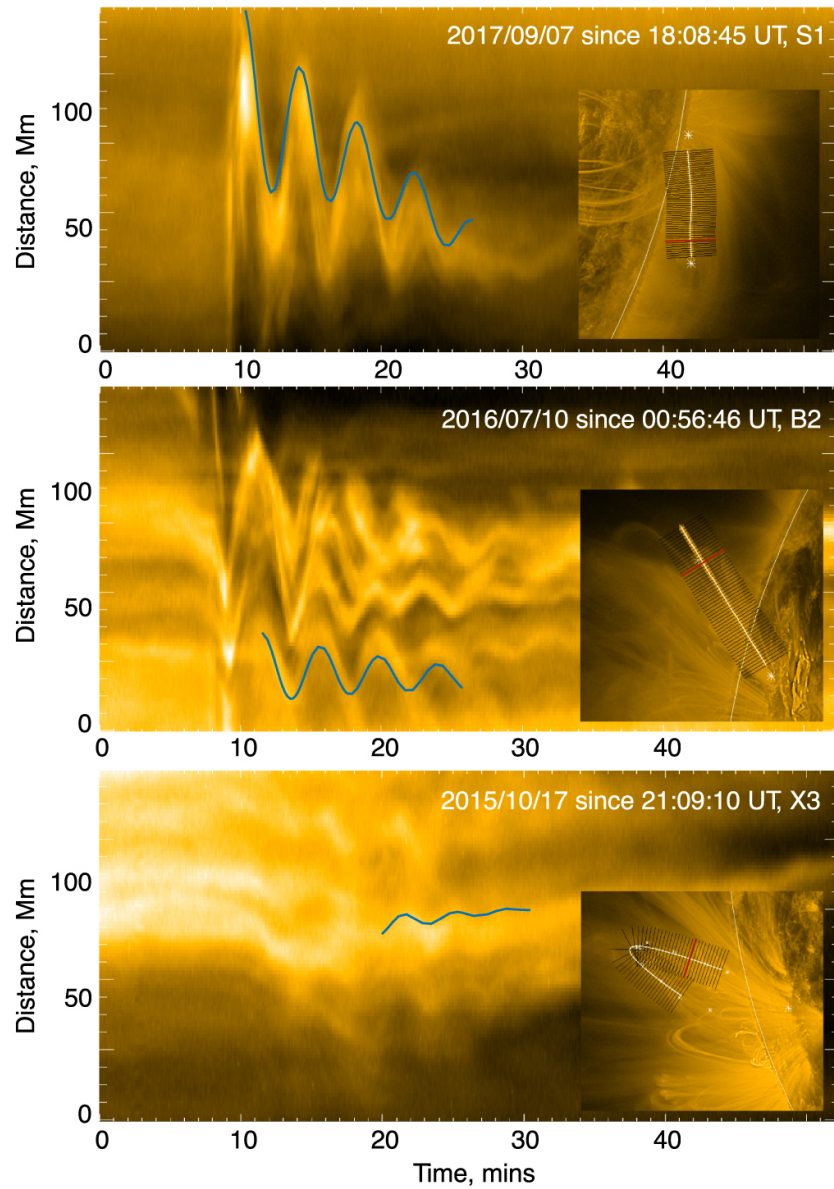 2017/09/07 since 18:08:45 UT, S1
Distance, Mm
100
50
0
0 10 20 30 40
2016/07/10 since 00:56:46 UT, B2
Distance, Mm
100
50
0
0 10 20 30 40
2015/10/17 since 21:09:10 UT, X3
Distance, Mm
100
50
0
0 10 20 30 40
Time, mins